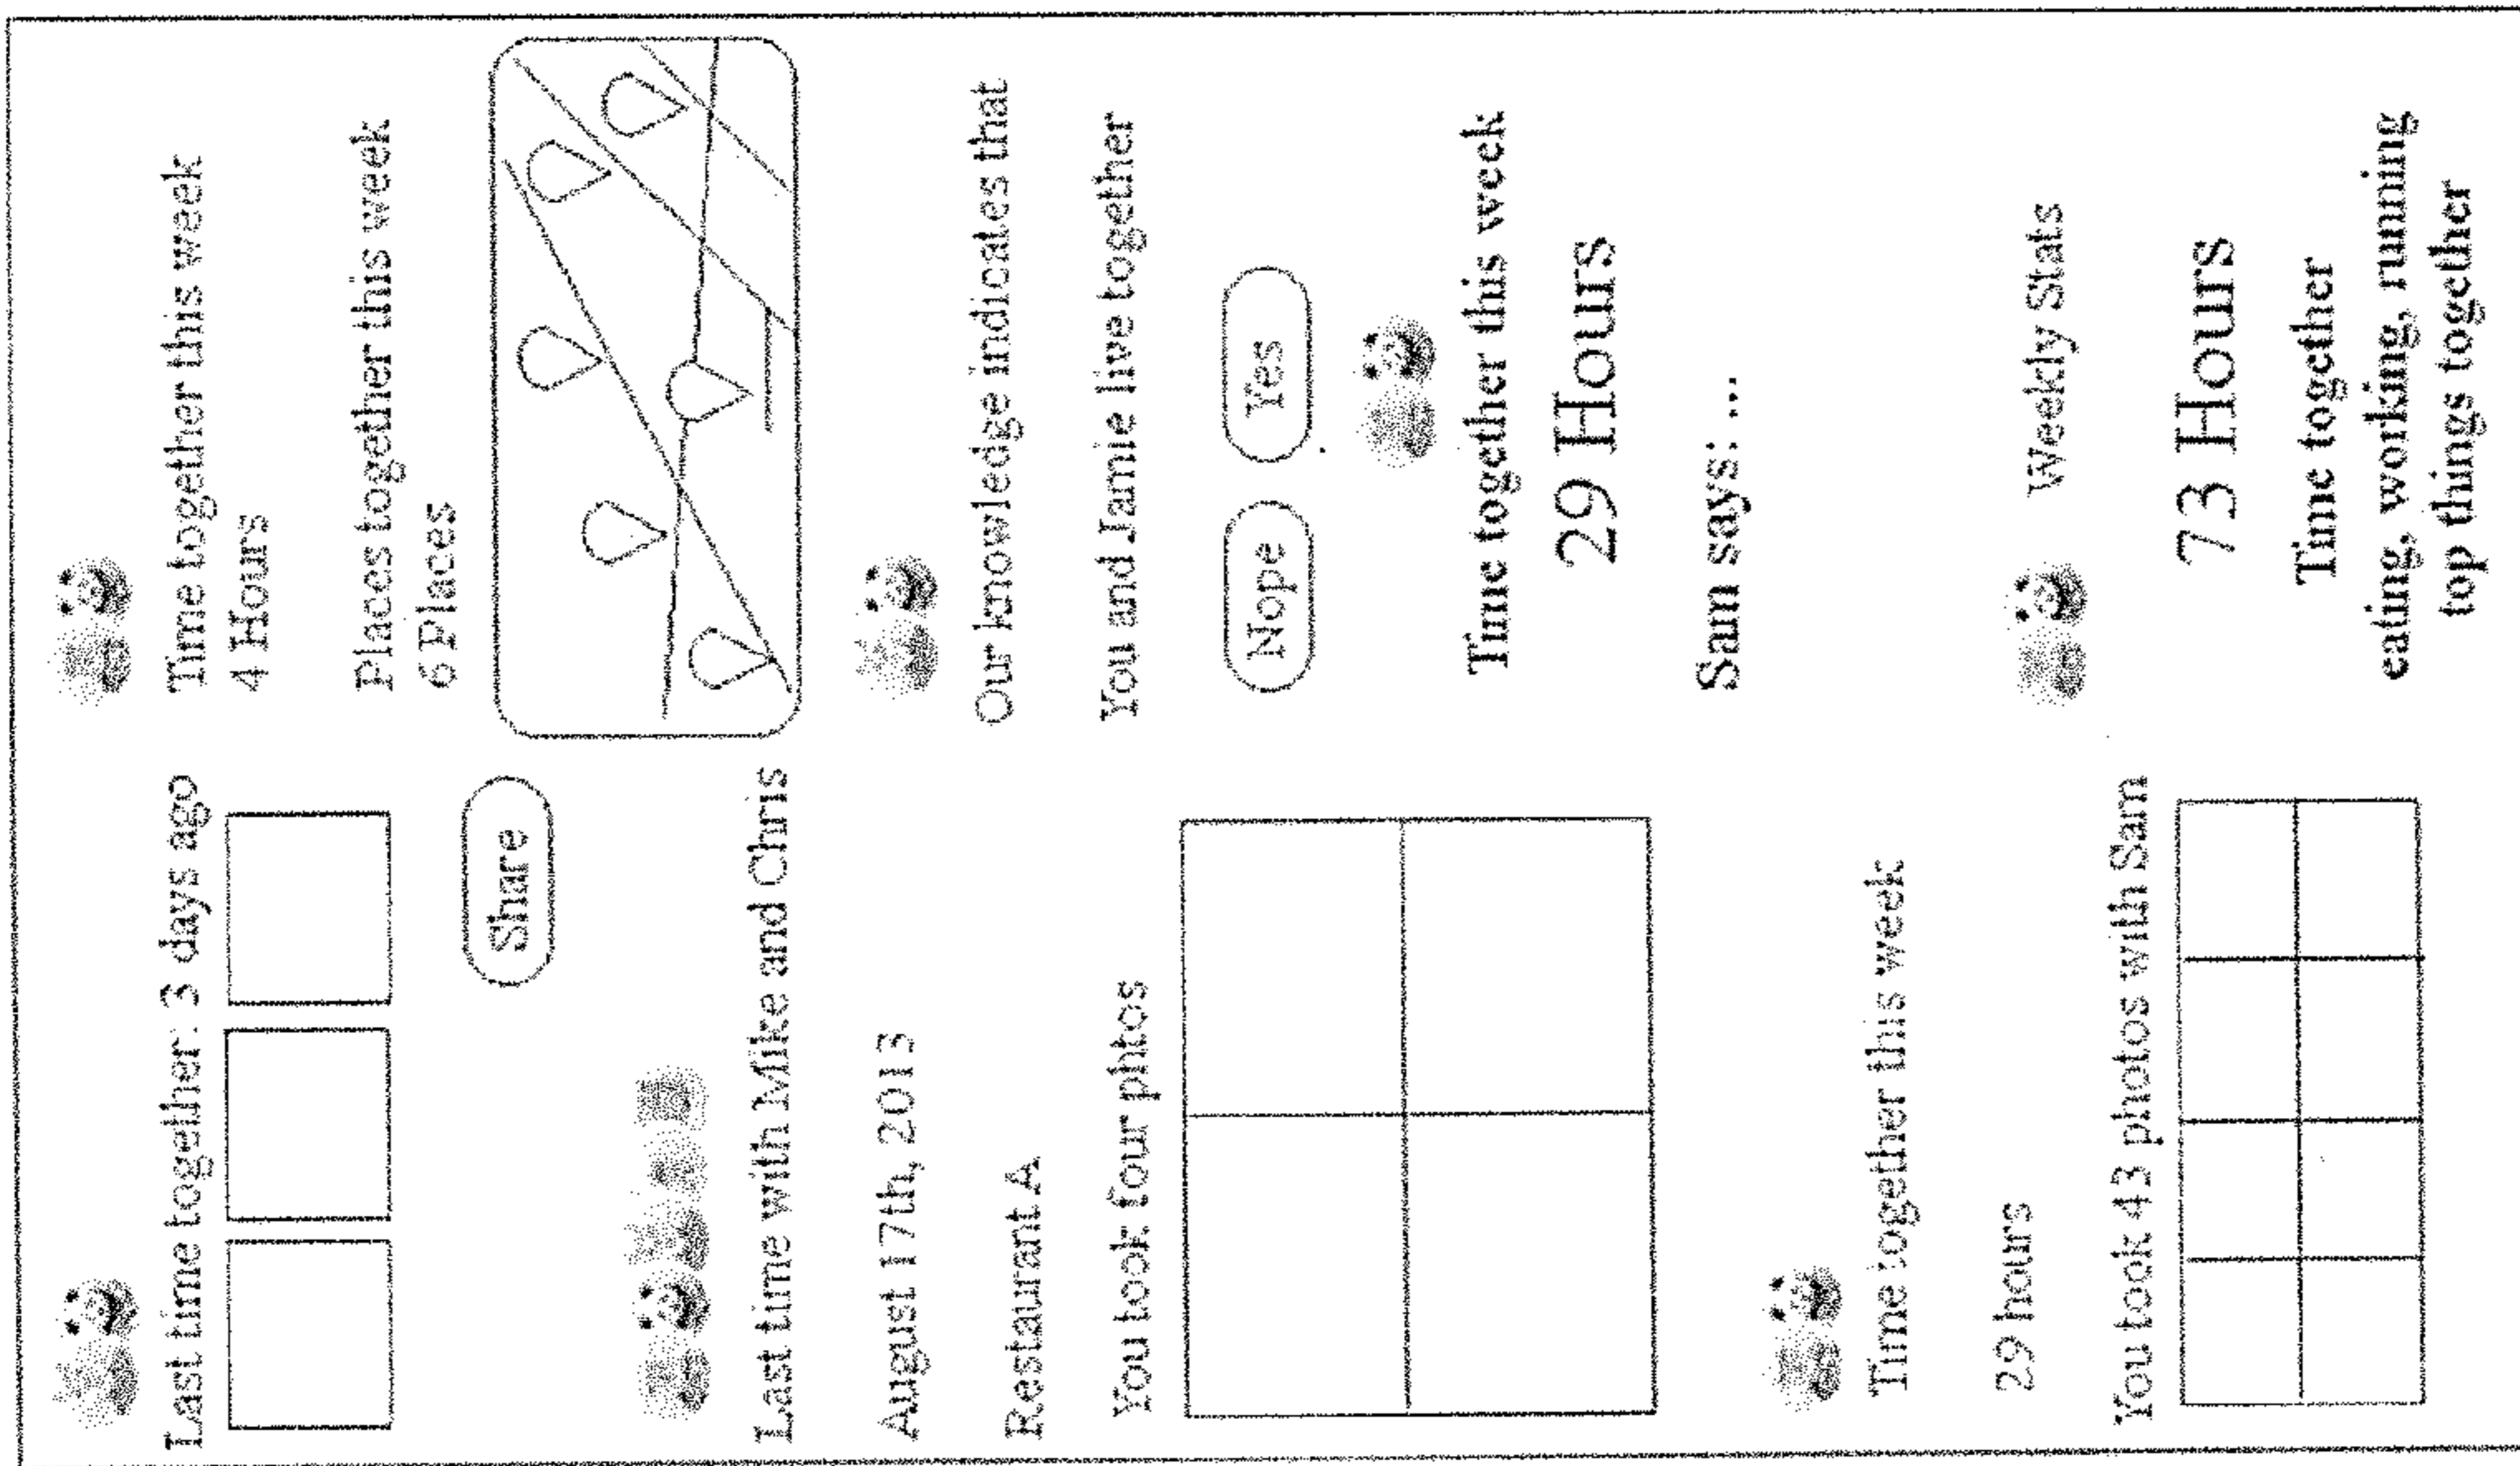 Last time together: 3 days ago
Share
Last time with Mike and Chris
August 17th, 2013
Restaurant A
You took four phtos
Time together this week
29 hours
You took 43 photos with Sam
Time together this week
4 Hours
Places together this week
6 Places
Our knowledge indicates that
You and Jamie live together
Nope
Yes
Time together this week
29 Hours
Sam says: ...
Weekly Stats
73 Hours
Time together
eating, working, running
top things together